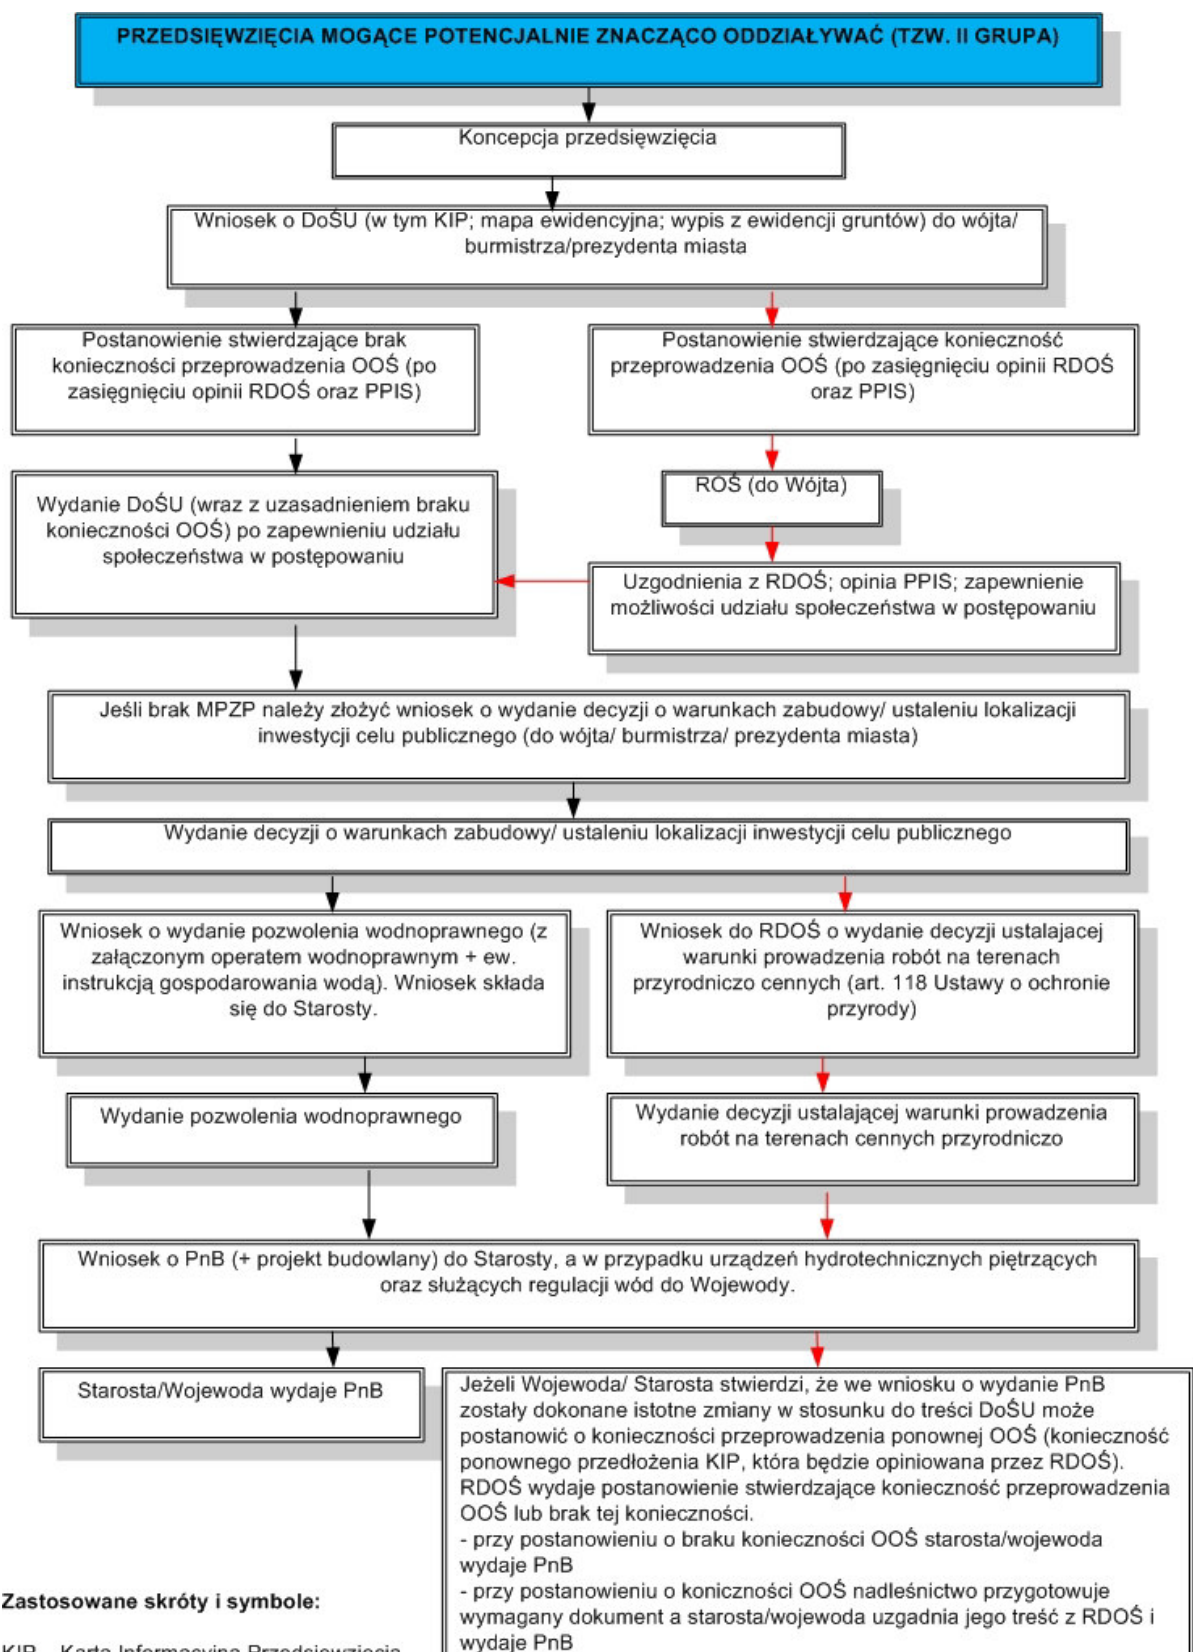 PRZEDSIĘWZIĘCIA MOGĄCE POTENCJALNIE ZNACZĄCO ODDZIAŁYWAĆ (TZW. II GRUPA)
Koncepcja przedsięwzięcia
Wniosek o DoŚU (w tym KIP; mapa ewidencyjna; wypis z ewidencji gruntów) do wójta/
burmistrza/prezydenta miasta
Postanowienie stwierdzające brak
konieczności przeprowadzenia OOŚ (po
zasięgnięciu opinii RDOŚ oraz PPIS)
Postanowienie stwierdzające konieczność
przeprowadzenia OOŚ (po zasięgnięciu opinii RDOŚ
oraz PPIS)
Wydanie DoŚU (wraz z uzasadnieniem braku
konieczności OOŚ) po zapewnieniu udziału
społeczeństwa w postępowaniu
ROŚ (do Wójta)
Uzgodnienia z RDOŚ; opinia PPIS; zapewnienie
możliwości udziału społeczeństwa w postępowaniu
Jeśli brak MPZP należy złożyć wniosek o wydanie decyzji o warunkach zabudowy/ ustaleniu lokalizacji
inwestycji celu publicznego (do wójta/ burmistrza/ prezydenta miasta)
Wydanie decyzji o warunkach zabudowy/ ustaleniu lokalizacji inwestycji celu publicznego
Wniosek o wydanie pozwolenia wodnoprawnego (z
załączonym operatem wodnoprawnym + ew.
instrukcją gospodarowania wodą). Wniosek składa
się do Starosty.
Wniosek do RDOŚ o wydanie decyzji ustalajacej
warunki prowadzenia robót na terenach
przyrodniczo cennych (art. 118 Ustawy o ochronie
przyrody)
Wydanie pozwolenia wodnoprawnego
Wydanie decyzji ustalającej warunki prowadzenia
robót na terenach cennych przyrodniczo
Wniosek o PnB (+ projekt budowlany) do Starosty, a w przypadku urządzeń hydrotechnicznych piętrzących
oraz służących regulacji wód do Wojewody.
Starosta/Wojewoda wydaje PnB
Jeżeli Wojewoda/ Starosta stwierdzi, że we wniosku o wydanie PnB
zostały dokonane istotne zmiany w stosunku do treści DoŚU może
postanowić o konieczności przeprowadzenia ponownej OOŚ (konieczność
ponownego przedłożenia KIP, która będzie opiniowana przez RDOŚ).
RDOŚ wydaje postanowienie stwierdzające konieczność przeprowadzenia
OOŚ lub brak tej konieczności.
- przy postanowieniu o braku konieczności OOŚ starosta/wojewoda
wydaje PnB
- przy postanowieniu o koniczności OOŚ nadleśnictwo przygotowuje
wymagany dokument a starosta/wojewoda uzgadnia jego treść z RDOŚ i
wydaje PnB
Zastosowane skróty i symbole:
KIP – Karta Informacyjna Przedsięwzięcia